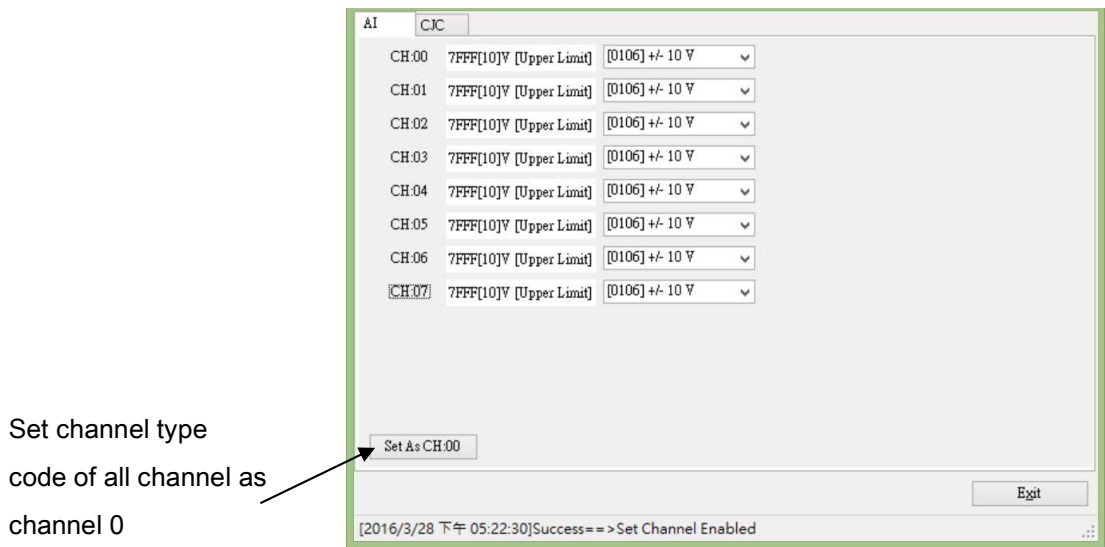 AI CJC
CH:00 7FFF[10]V [Upper Limit] [0106] +/- 10 V
CH:01 7FFF[10]V [Upper Limit] [0106] +/- 10 V
CH:02 7FFF[10]V [Upper Limit] [0106] +/- 10 V
CH:03 7FFF[10]V [Upper Limit] [0106] +/- 10 V
CH:04 7FFF[10]V [Upper Limit] [0106] +/- 10 V
CH:05 7FFF[10]V [Upper Limit] [0106] +/- 10 V
CH:06 7FFF[10]V [Upper Limit] [0106] +/- 10 V
CH:07 7FFF[10]V [Upper Limit] [0106] +/- 10 V
Set channel type
code of all channel as
channel 0
Set As CH:00
Exit
[2016/3/28 下午 05:22:30]Success==>Set Channel Enabled